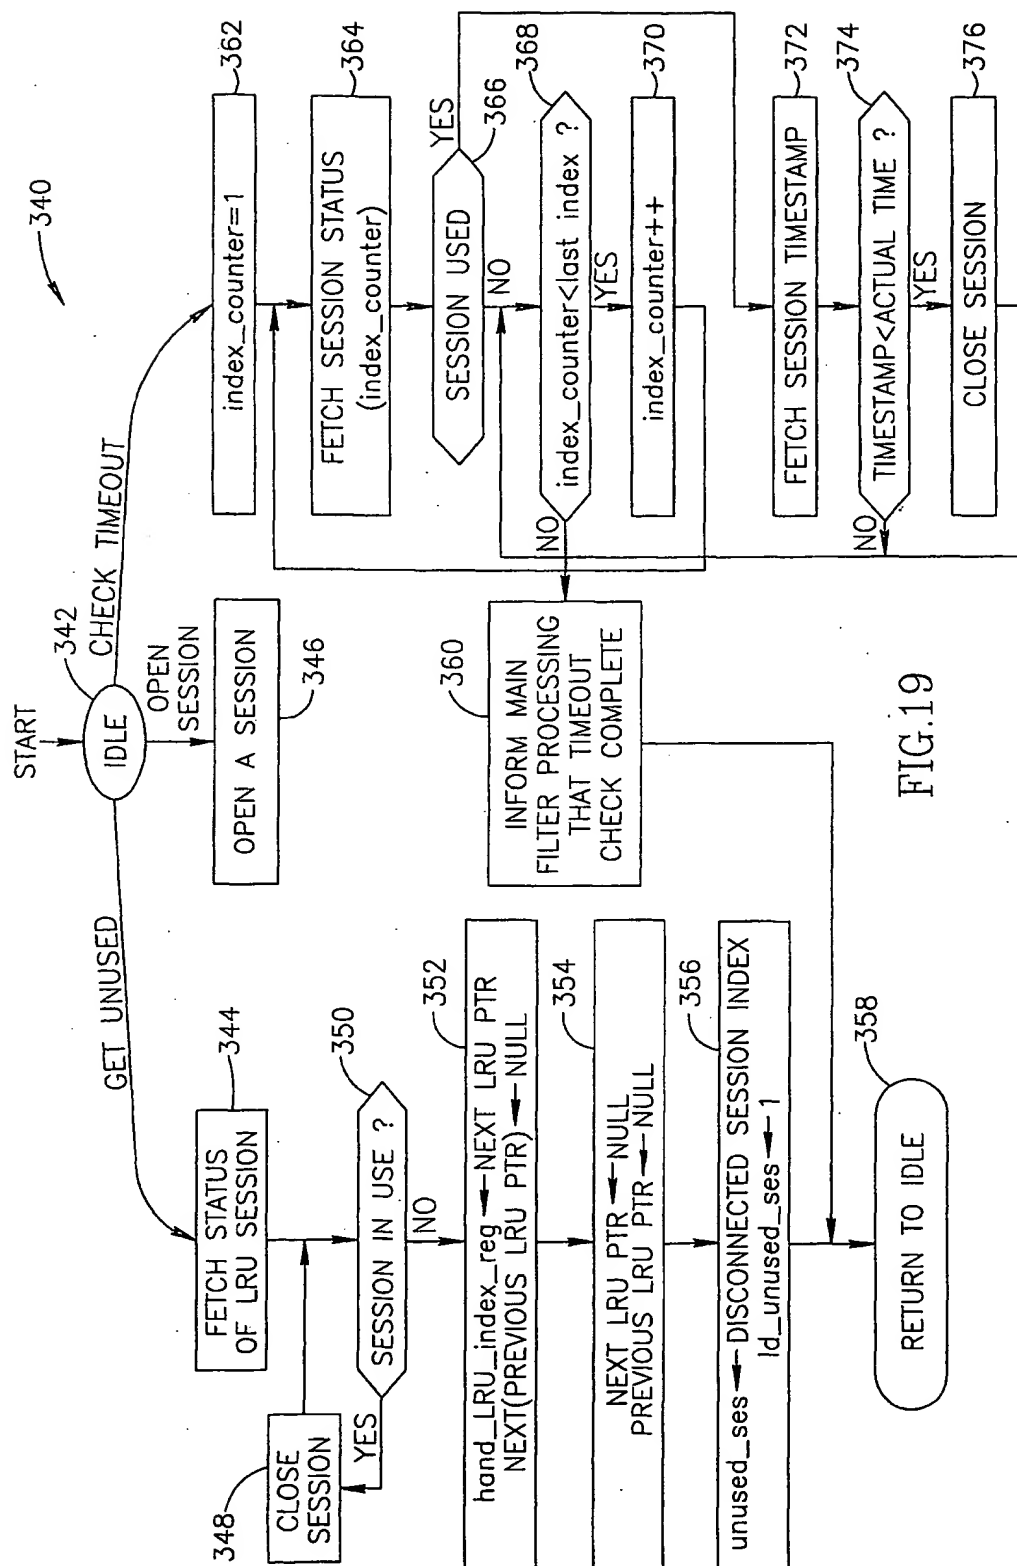 340
START
IDLE
342
GET UNUSED
OPEN
SESSION
CHECK TIMEOUT
FETCH STATUS
OF LRU SESSION
344
OPEN A SESSION
346
index_counter=1
362
CLOSE
SESSION
348
SESSION IN USE ?
350
YES
NO
FETCH SESSION STATUS
(index_counter)
364
SESSION USED
366
YES
NO
hand_LRU_index_reg NEXT LRU PTR
NEXT(PREVIOUS LRU PTR) NULL
352
index_counter<last index ?
368
NO
YES
INFORM MAIN
FILTER PROCESSING
THAT TIMEOUT
CHECK COMPLETE
360
index_counter++
370
NEXT LRU PTR NULL
PREVIOUS LRU PTR NULL
354
unused_ses DISCONNECTED SESSION INDEX
ld_unused_ses 1
356
FETCH SESSION TIMESTAMP
372
TIMESTAMP<ACTUAL TIME ?
374
NO
YES
RETURN TO IDLE
358
CLOSE SESSION
376
FIG.19